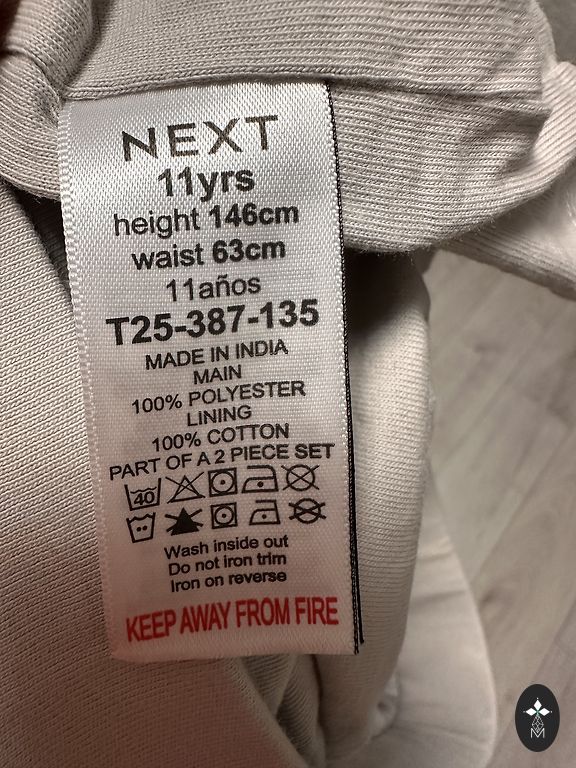 NEXT
11yrs
height 146cm
waist 63cm
11años
T25-387-135
MADE IN INDIA
MAIN
100% POLYESTER
LINING
100% COTTON
PART OF A 2 PIECE SET
40
Wash inside out
Do not iron trim
Iron on reverse
KEEP AWAY FROM FIRE
M